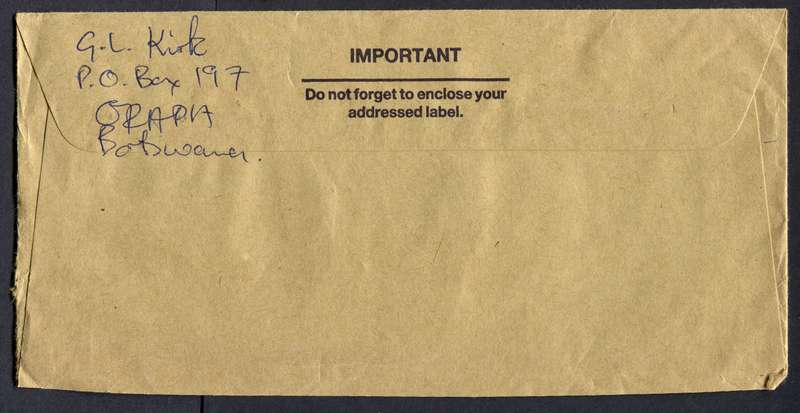 G.L. Kirk
P.O. Box 197
ORAPA
Botswana.
IMPORTANT
Do not forget to enclose your
addressed label.